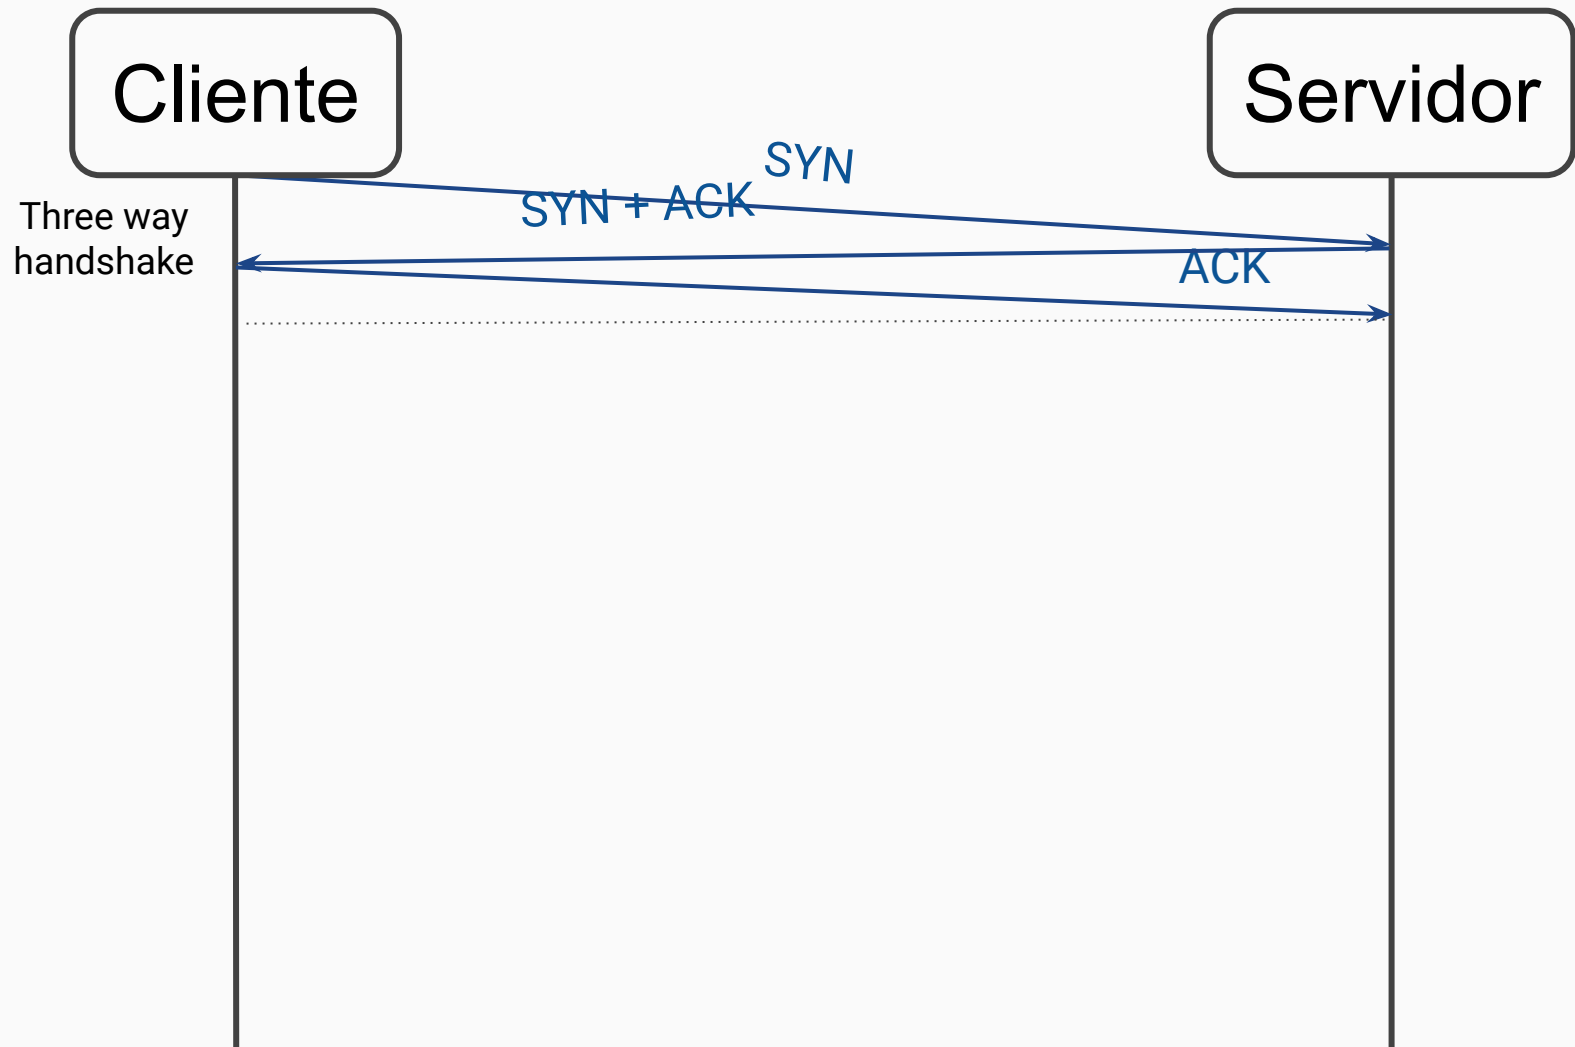 Cliente
Servidor
SYN
SYN + ACK
Three way
handshake
ACK